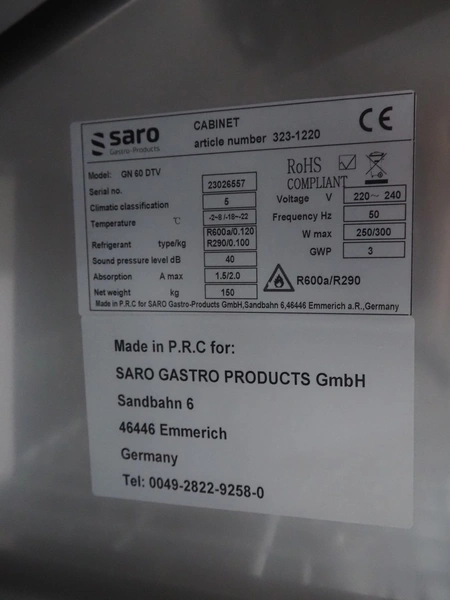 saro
Gastro-Products
CABINET
article number 323-1220
CE
Model: GN 60 DTV
Serial no. 23026557
Climatic classification 5
Temperature ℃ -2~8 /-18~-22
Refrigerant type/kg R600a/0.120
R290/0.100
Sound pressure level dB 40
Absorption A max 1.5/2.0
Net weight kg 150
RoHS
COMPLIANT
Voltage V 220~ 240
Frequency Hz 50
W max 250/300
GWP 3
R600a/R290
Made in P.R.C for SARO Gastro-Products GmbH,Sandbahn 6,46446 Emmerich a.R.,Germany
Made in P.R.C for:
SARO GASTRO PRODUCTS GmbH
Sandbahn 6
46446 Emmerich
Germany
Tel: 0049-2822-9258-0